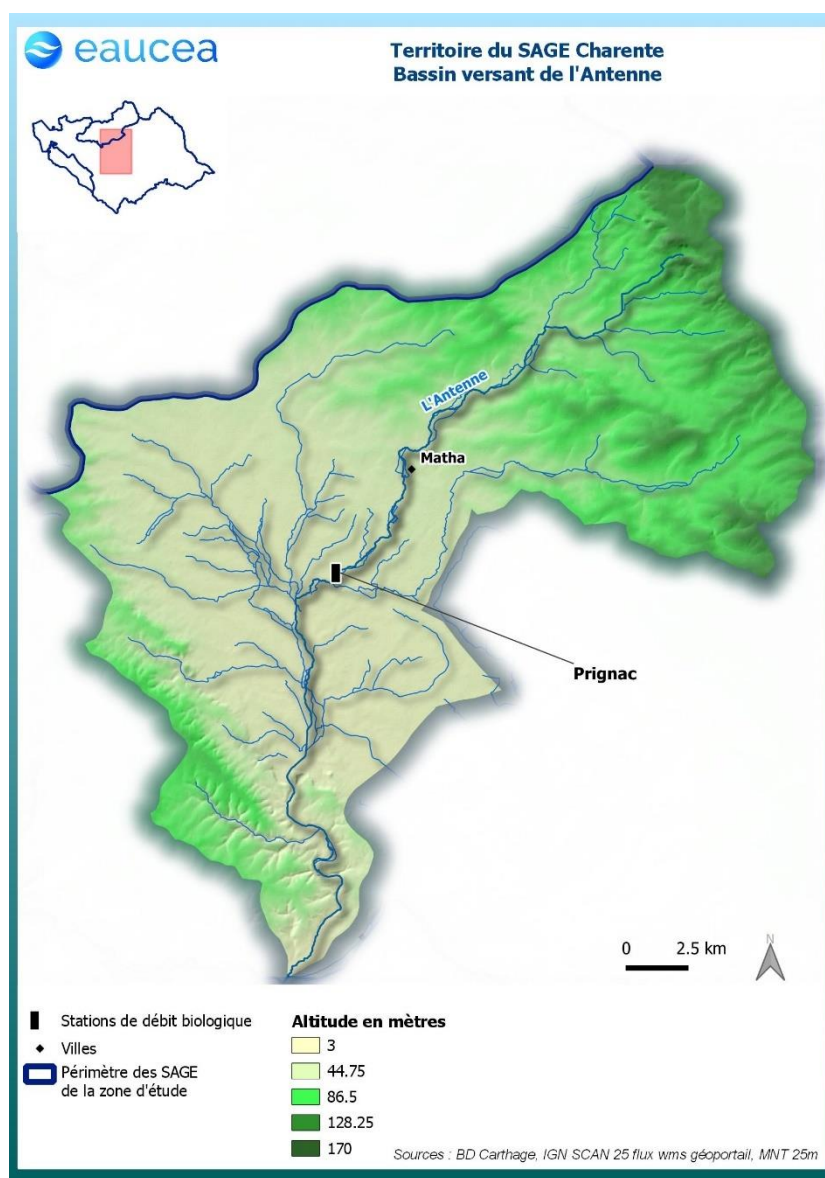 eaucea
Territoire du SAGE Charente
Bassin versant de l'Antenne
L'Antenne
Matha
Prignac
0 2.5 km
N
Stations de débit biologique
Villes
Périmètre des SAGE
de la zone d'étude
Altitude en mètres
3
44.75
86.5
128.25
170
Sources : BD Carthage, IGN SCAN 25 flux wms géoportail, MNT 25m